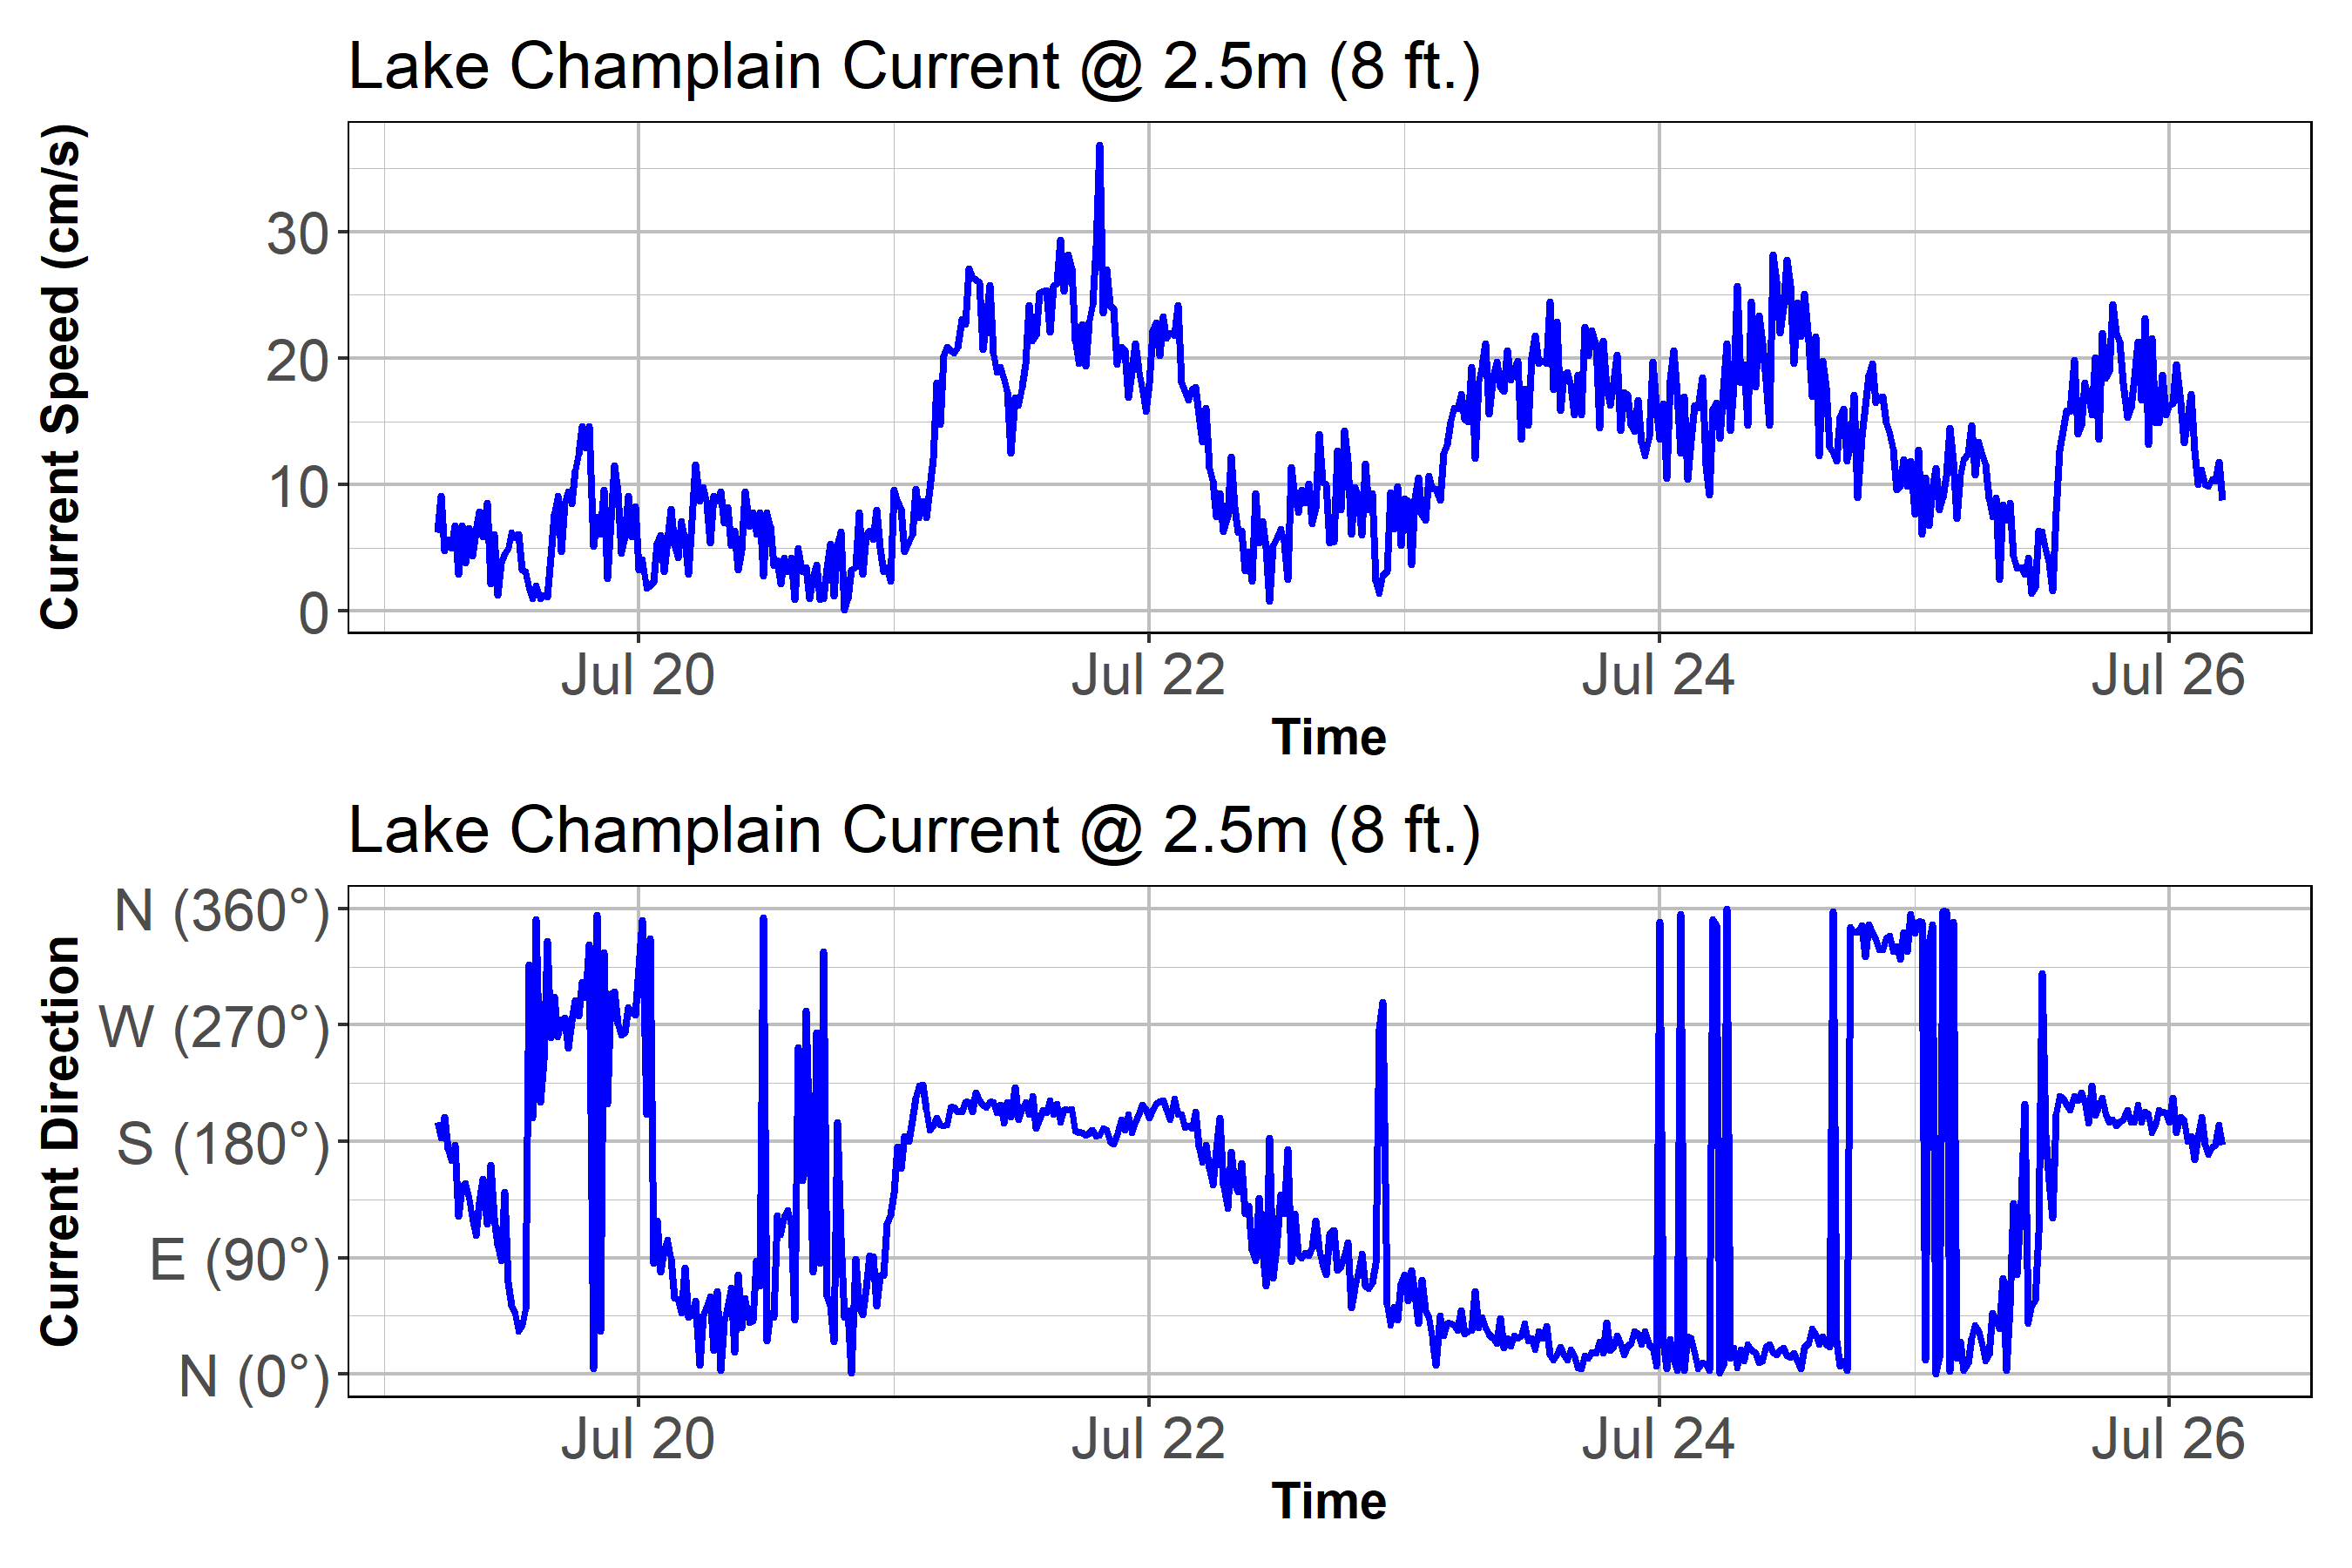 Lake Champlain Current @ 2.5m (8 ft.)
Current Speed (cm/s)
30
20
10
0
Jul 20 Jul 22 Jul 24 Jul 26
Time
Lake Champlain Current @ 2.5m (8 ft.)
Current Direction
N (360°)
W (270°)
S (180°)
E (90°)
N (0°)
Jul 20 Jul 22 Jul 24 Jul 26
Time